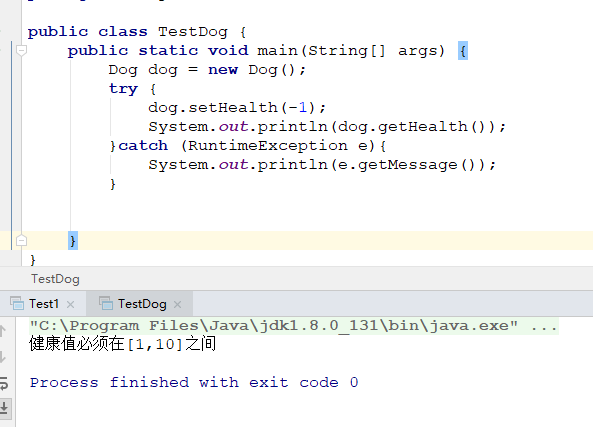 public class TestDog {
public static void main(String[] args) {
Dog dog = new Dog();
try {
dog.setHealth(-1);
System.out.println(dog.getHealth());
}catch (RuntimeException e){
System.out.println(e.getMessage());
}
}
}
TestDog
Test1 × TestDog ×
"C:\Program Files\Java\jdk1.8.0_131\bin\java.exe" ...
健康值必须在[1,10]之间
Process finished with exit code 0